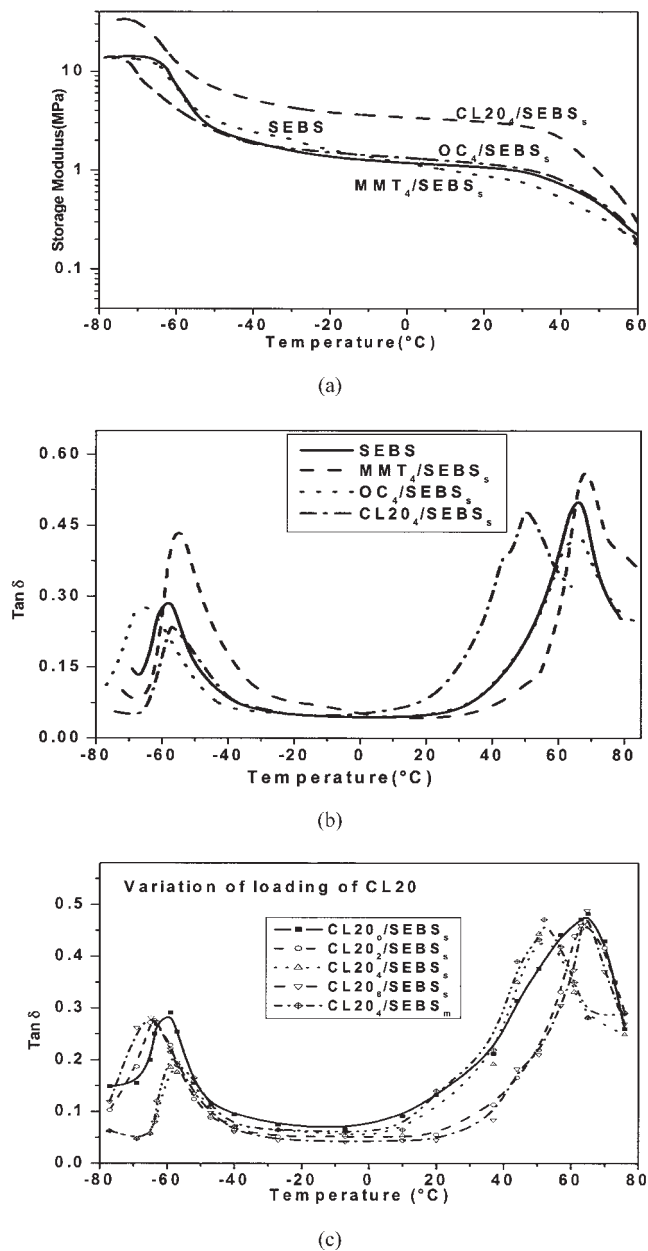 10
1
0.1
Storage Modulus(MPa)
CL20₄/SEBSₛ
SEBS
OC₄/SEBSₛ
MMT₄/SEBSₛ
-80 -60 -40 -20 0 20 40 60
Temperature(°C)
(a)
0.60
0.45
0.30
0.15
0.00
Tan δ
SEBS
MMT₄/SEBSₛ
OC₄/SEBSₛ
CL20₄/SEBSₛ
-80 -60 -40 -20 0 20 40 60 80
Temperature(°C)
(b)
Variation of loading of CL20
0.5
0.4
0.3
0.2
0.1
0.0
Tan δ
CL20₀/SEBSₛ
CL20₂/SEBSₛ
CL20₄/SEBSₛ
CL20₈/SEBSₛ
CL20₄/SEBSₘ
-80 -60 -40 -20 0 20 40 60 80
Temperature (°C)
(c)